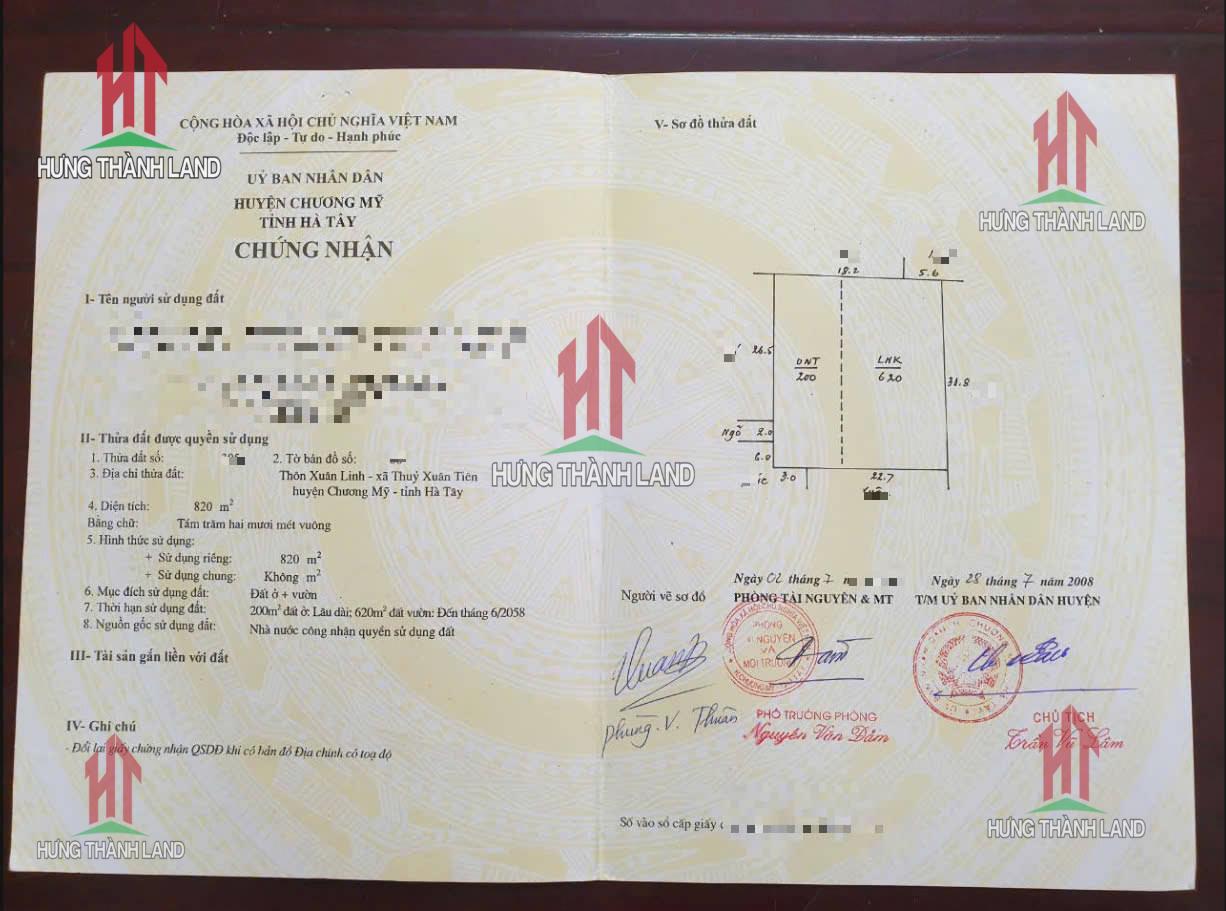 HƯNG THÀNH LAND
CỘNG HÒA XÃ HỘI CHỦ NGHĨA VIỆT NAM
Độc lập - Tự do - Hạnh phúc
UỶ BAN NHÂN DÂN
HUYỆN CHƯƠNG MỸ
TỈNH HÀ TÂY
CHỨNG NHẬN
I- Tên người sử dụng đất
II- Thửa đất được quyền sử dụng
1. Thửa đất số: 2. Tờ bản đồ số:
3. Địa chỉ thửa đất: Thôn Xuân Linh - xã Thuỷ Xuân Tiên
huyện Chương Mỹ - tỉnh Hà Tây
4. Diện tích: 820 m²
Bằng chữ: Tám trăm hai mươi mét vuông
5. Hình thức sử dụng:
+ Sử dụng riêng: 820 m²
+ Sử dụng chung: Không m²
6. Mục đích sử dụng đất: Đất ở + vườn
7. Thời hạn sử dụng đất: 200m² đất ở: Lâu dài; 620m² đất vườn: Đến tháng 6/2058
8. Nguồn gốc sử dụng đất: Nhà nước công nhận quyền sử dụng đất
III- Tài sản gắn liền với đất
IV- Ghi chú
- Đổi lại giấy chứng nhận QSDĐ khi có bản đồ Địa chính có toạ độ
HƯNG THÀNH LAND
HƯNG THÀNH LAND
V- Sơ đồ thửa đất
HƯNG THÀNH LAND
18.2 5.6
26.5
ONT
200
LNK
620
31.8
Ngõ 2.0
6.0
3.0 22.7
Người vẽ sơ đồ
Phùng.V. Thuân
Ngày 02 tháng 7
PHÒNG TÀI NGUYÊN & MT
PHÒNG
TÀI NGUYÊN
VÀ
MÔI TRƯỜNG
PHÓ TRƯỞNG PHÒNG
Nguyễn Văn Dâm
Ngày 28 tháng 7 năm 2008
T/M UỶ BAN NHÂN DÂN HUYỆN
CHỦ TỊCH
Trần Vũ Lâm
Số vào sổ cấp giấy
HƯNG THÀNH LAND